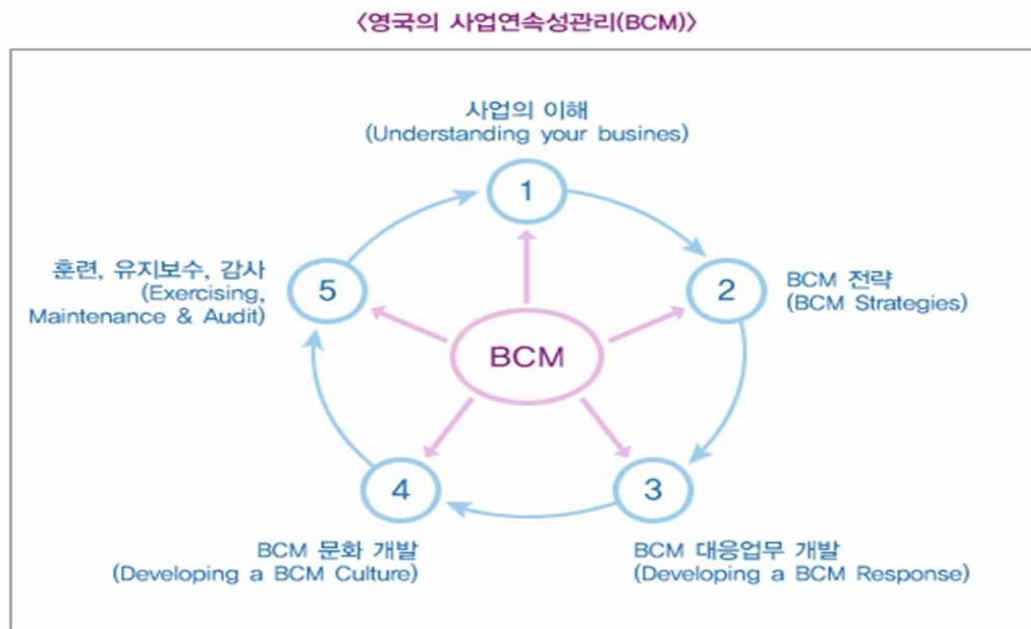 〈영국의 사업연속성관리(BCM)〉
사업의 이해
(Understanding your busines)
1
2
BCM 전략
(BCM Strategies)
훈련, 유지보수, 감사
(Exercising,
Maintenance & Audit)
5
BCM
4
3
BCM 문화 개발
(Developing a BCM Culture)
BCM 대응업무 개발
(Developing a BCM Response)